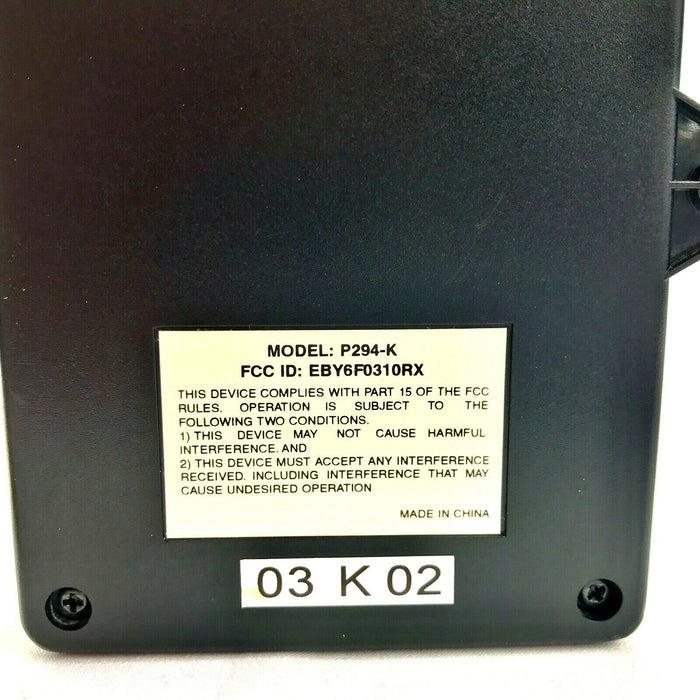 MODEL: P294-K
FCC ID: EBY6F0310RX
THIS DEVICE COMPLIES WITH PART 15 OF THE FCC
RULES. OPERATION IS SUBJECT TO THE
FOLLOWING TWO CONDITIONS.
1) THIS DEVICE MAY NOT CAUSE HARMFUL
INTERFERENCE. AND
2) THIS DEVICE MUST ACCEPT ANY INTERFERENCE
RECEIVED. INCLUDING INTERFERENCE THAT MAY
CAUSE UNDESIRED OPERATION
MADE IN CHINA
03 K 02